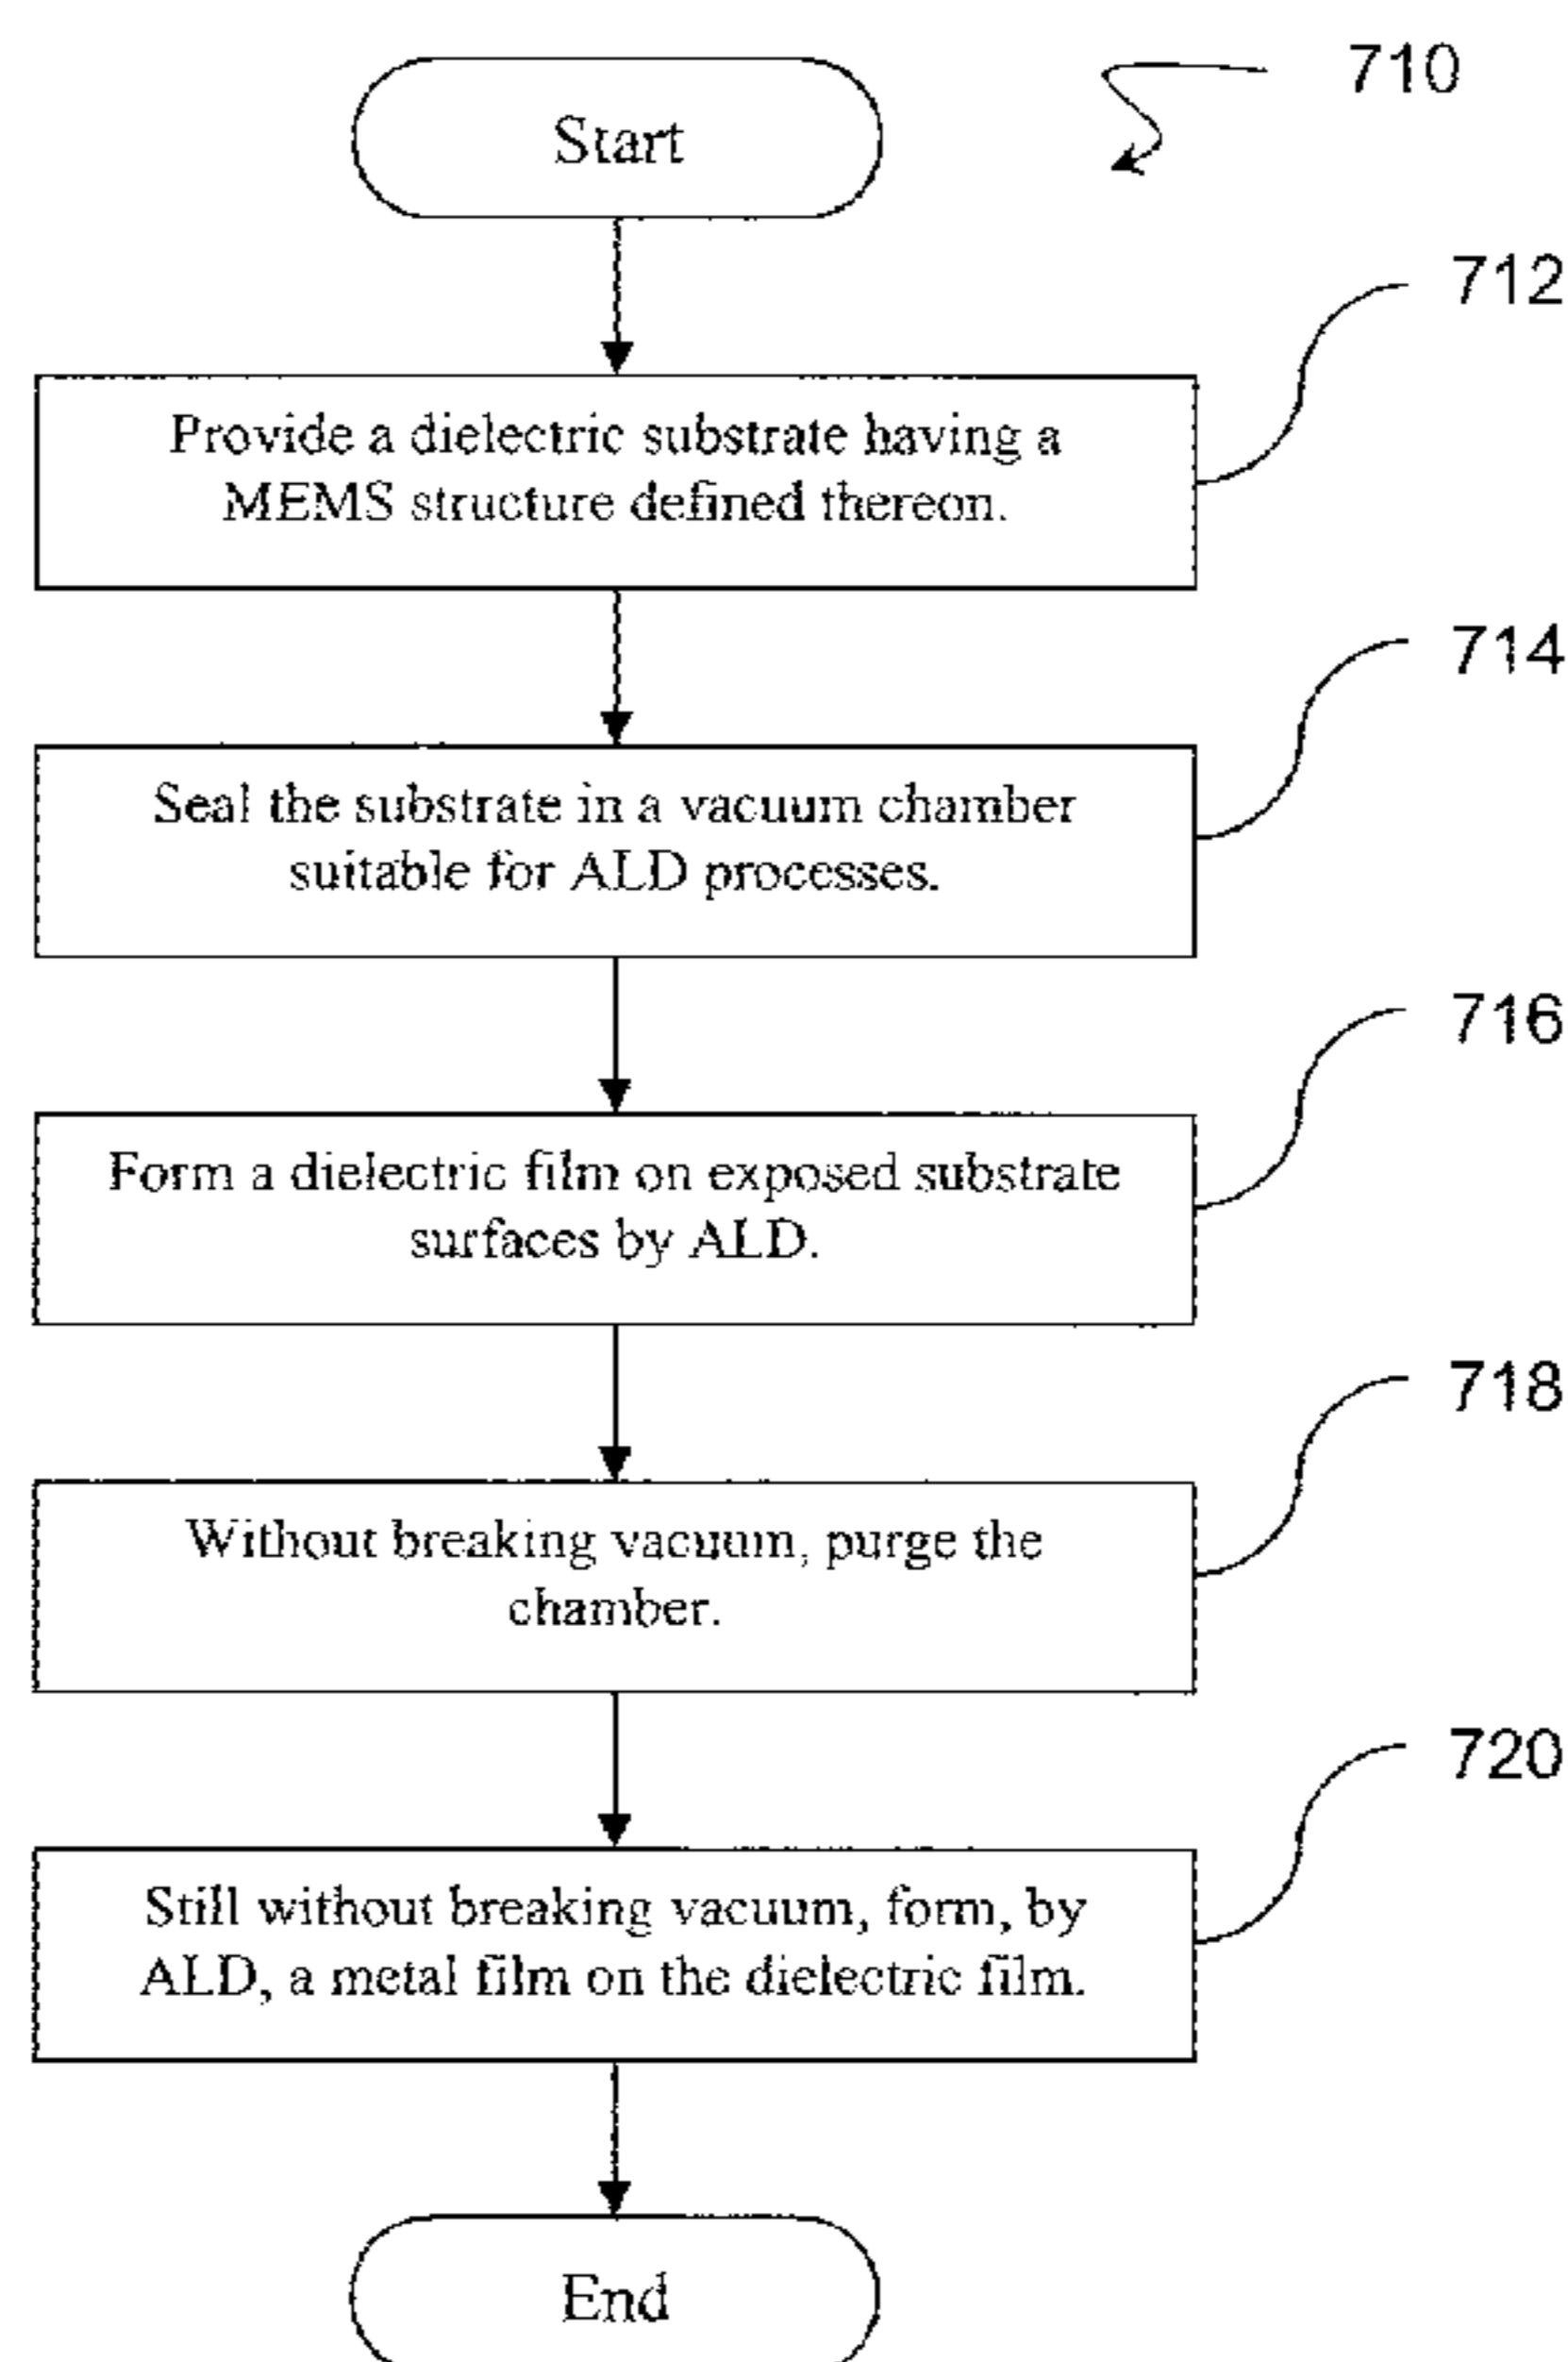 710
Start
712
Provide a dielectric substrate having a
MEMS structure defined thereon.
714
Seal the substrate in a vacuum chamber
suitable for ALD processes.
716
Form a dielectric film on exposed substrate
surfaces by ALD.
718
Without breaking vacuum, purge the
chamber.
720
Still without breaking vacuum, form, by
ALD, a metal film on the dielectric film.
End